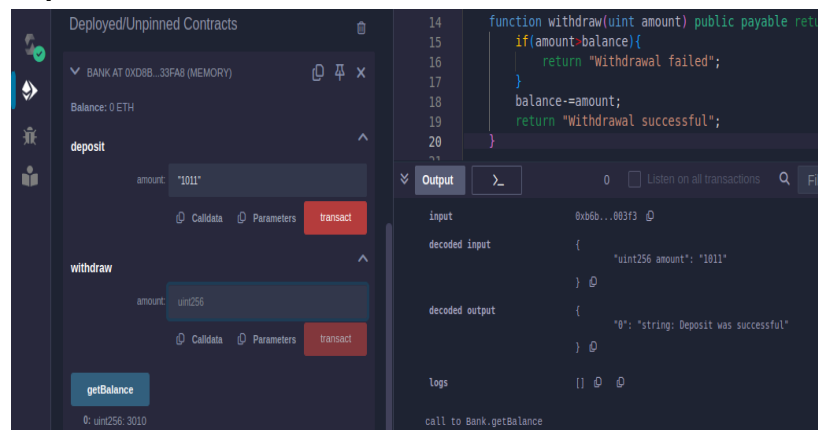 Deployed/Unpinned Contracts
BANK AT 0XD8B...33FA8 (MEMORY)
Balance: 0 ETH
deposit
amount: "1011"
Calldata Parameters transact
withdraw
amount: uint256
Calldata Parameters transact
getBalance
0: uint256: 3010
14 function withdraw(uint amount) public payable retu
15 if(amount>balance){
16 return "Withdrawal failed";
17 }
18 balance-=amount;
19 return "Withdrawal successful";
20 }
21
Output >_ 0 Listen on all transactions Fi
input 0xb6b...003f3
decoded input {
"uint256 amount": "1011"
}
decoded output {
"0": "string: Deposit was successful"
}
logs []
call to Bank.getBalance